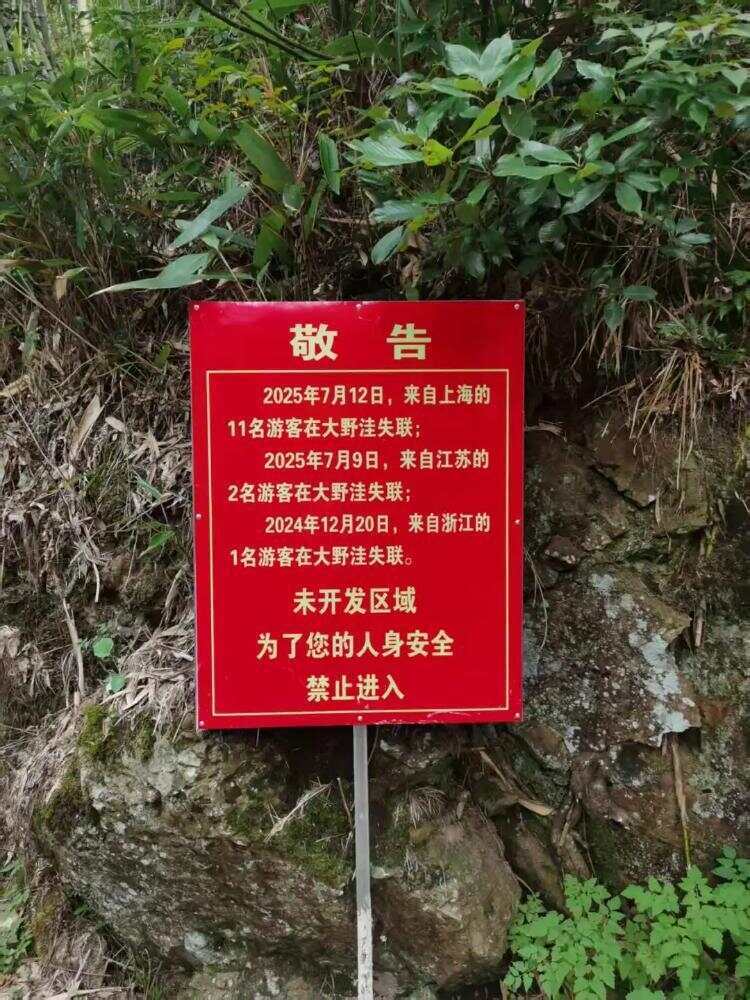 敬 告
2025年7月12日，来自上海的
11名游客在大野洼失联；
2025年7月9日，来自江苏的
2名游客在大野洼失联；
2024年12月20日，来自浙江的
1名游客在大野洼失联。
未开发区域
为了您的人身安全
禁止进入